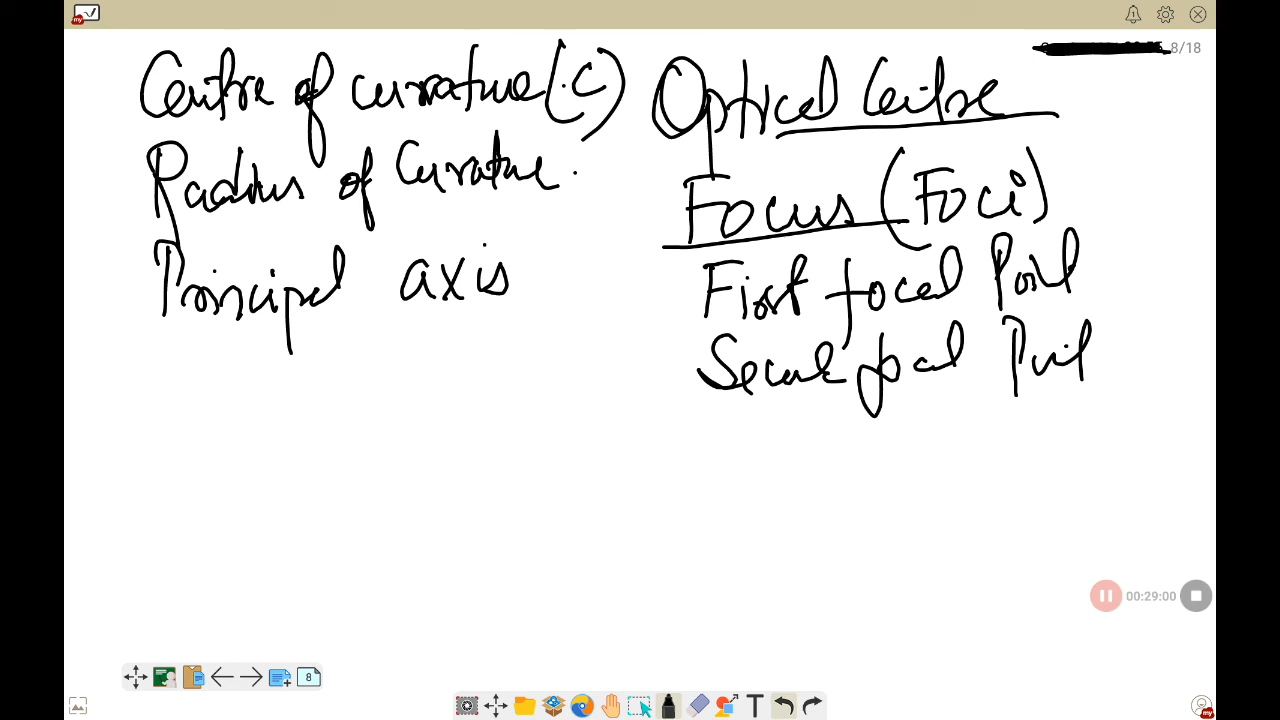 8/18
Centre of curvature (C)
Radius of Curvature.
Principal axis
Optical Centre
Focus (Foci)
First focal Point
Second focal Point
00:29:00
8